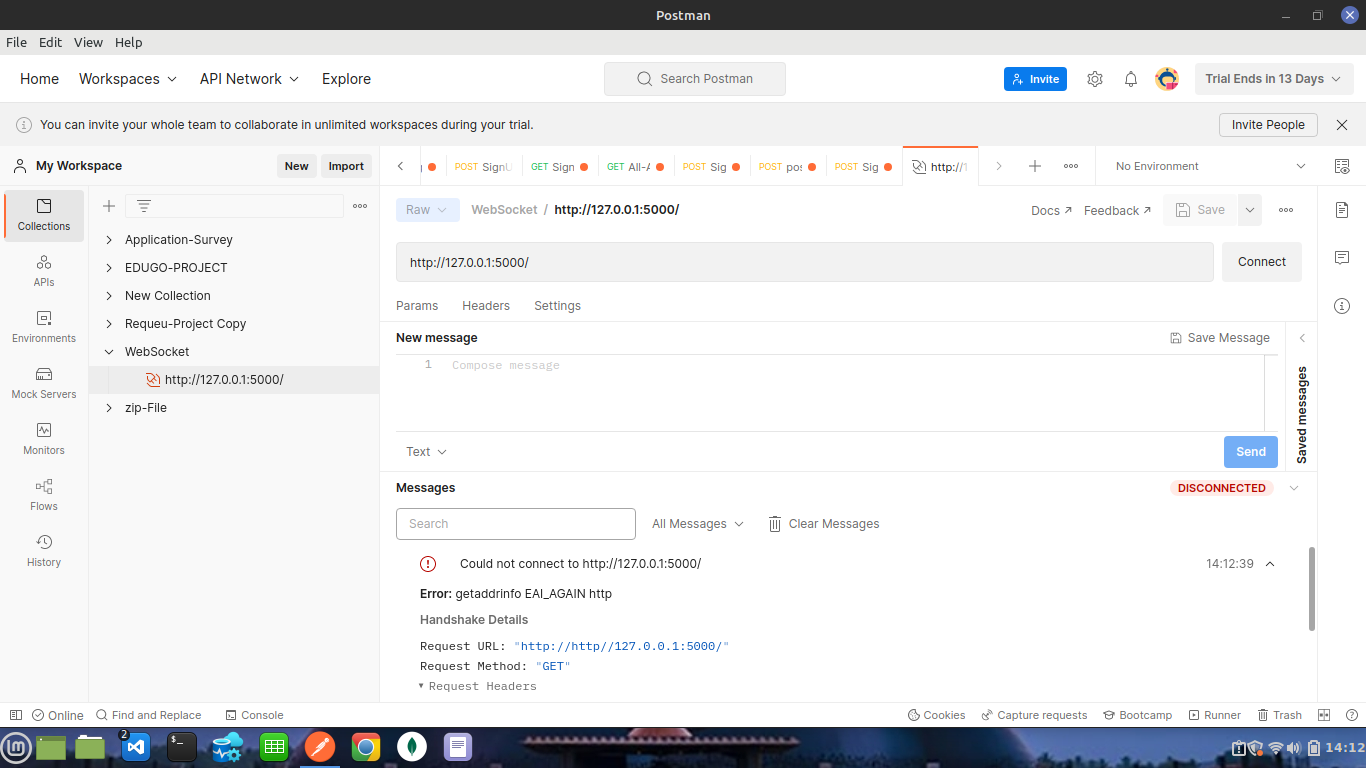 Postman
File Edit View Help
Home Workspaces API Network Explore Search Postman Invite Trial Ends in 13 Days
You can invite your whole team to collaborate in unlimited workspaces during your trial. Invite People
My Workspace New Import
POST SignU GET Sign GET All-A POST Sig POST pos POST Sig http://1 No Environment
Collections
APIs
Environments
Mock Servers
Monitors
Flows
History
Application-Survey
EDUGO-PROJECT
New Collection
Requeu-Project Copy
WebSocket
http://127.0.0.1:5000/
zip-File
Raw WebSocket / http://127.0.0.1:5000/ Docs Feedback Save
http://127.0.0.1:5000/ Connect
Params Headers Settings
New message Save Message
1 Compose message
Saved messages
Text Send
Messages DISCONNECTED
Search All Messages Clear Messages
Could not connect to http://127.0.0.1:5000/ 14:12:39
Error: getaddrinfo EAI_AGAIN http
Handshake Details
Request URL: "http://http//127.0.0.1:5000/"
Request Method: "GET"
Request Headers
Online Find and Replace Console Cookies Capture requests Bootcamp Runner Trash
2 $_ 14:12